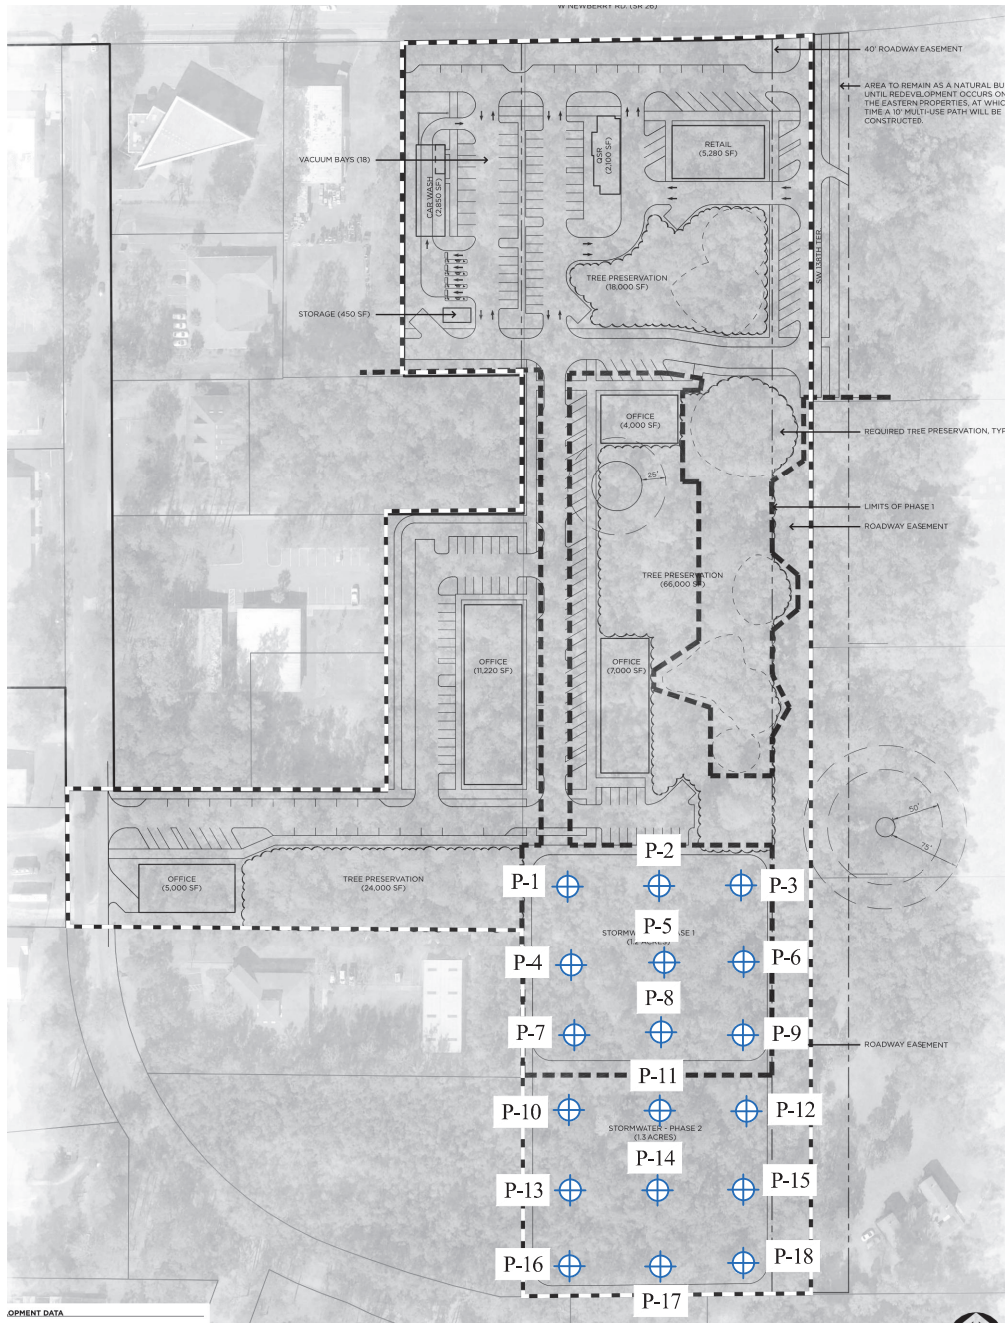 W NEWBERRY RD. (SR 26)
40' ROADWAY EASEMENT
AREA TO REMAIN AS A NATURAL BU
UNTIL REDEVELOPMENT OCCURS ON
THE EASTERN PROPERTIES, AT WHIC
TIME A 10' MULTI-USE PATH WILL BE
CONSTRUCTED.
VACUUM BAYS (18)
CAR WASH
(2,850 SF)
QSR
(2,100 SF)
RETAIL
(5,280 SF)
SW 138TH TER
TREE PRESERVATION
(18,000 SF)
STORAGE (450 SF)
OFFICE
(4,000 SF)
REQUIRED TREE PRESERVATION, TYP
25'
LIMITS OF PHASE 1
ROADWAY EASEMENT
TREE PRESERVATION
(66,000 SF)
OFFICE
(11,220 SF)
OFFICE
(7,000 SF)
50'
75'
OFFICE
(5,000 SF)
TREE PRESERVATION
(24,000 SF)
P-1
P-2
P-3
P-5
STORMW ASE 1
(1.2 ACRES)
P-4
P-6
P-8
P-7
P-9
ROADWAY EASEMENT
P-11
P-10
P-12
STORMWATER - PHASE 2
(1.3 ACRES)
P-14
P-13
P-15
P-16
P-18
P-17
OPMENT DATA